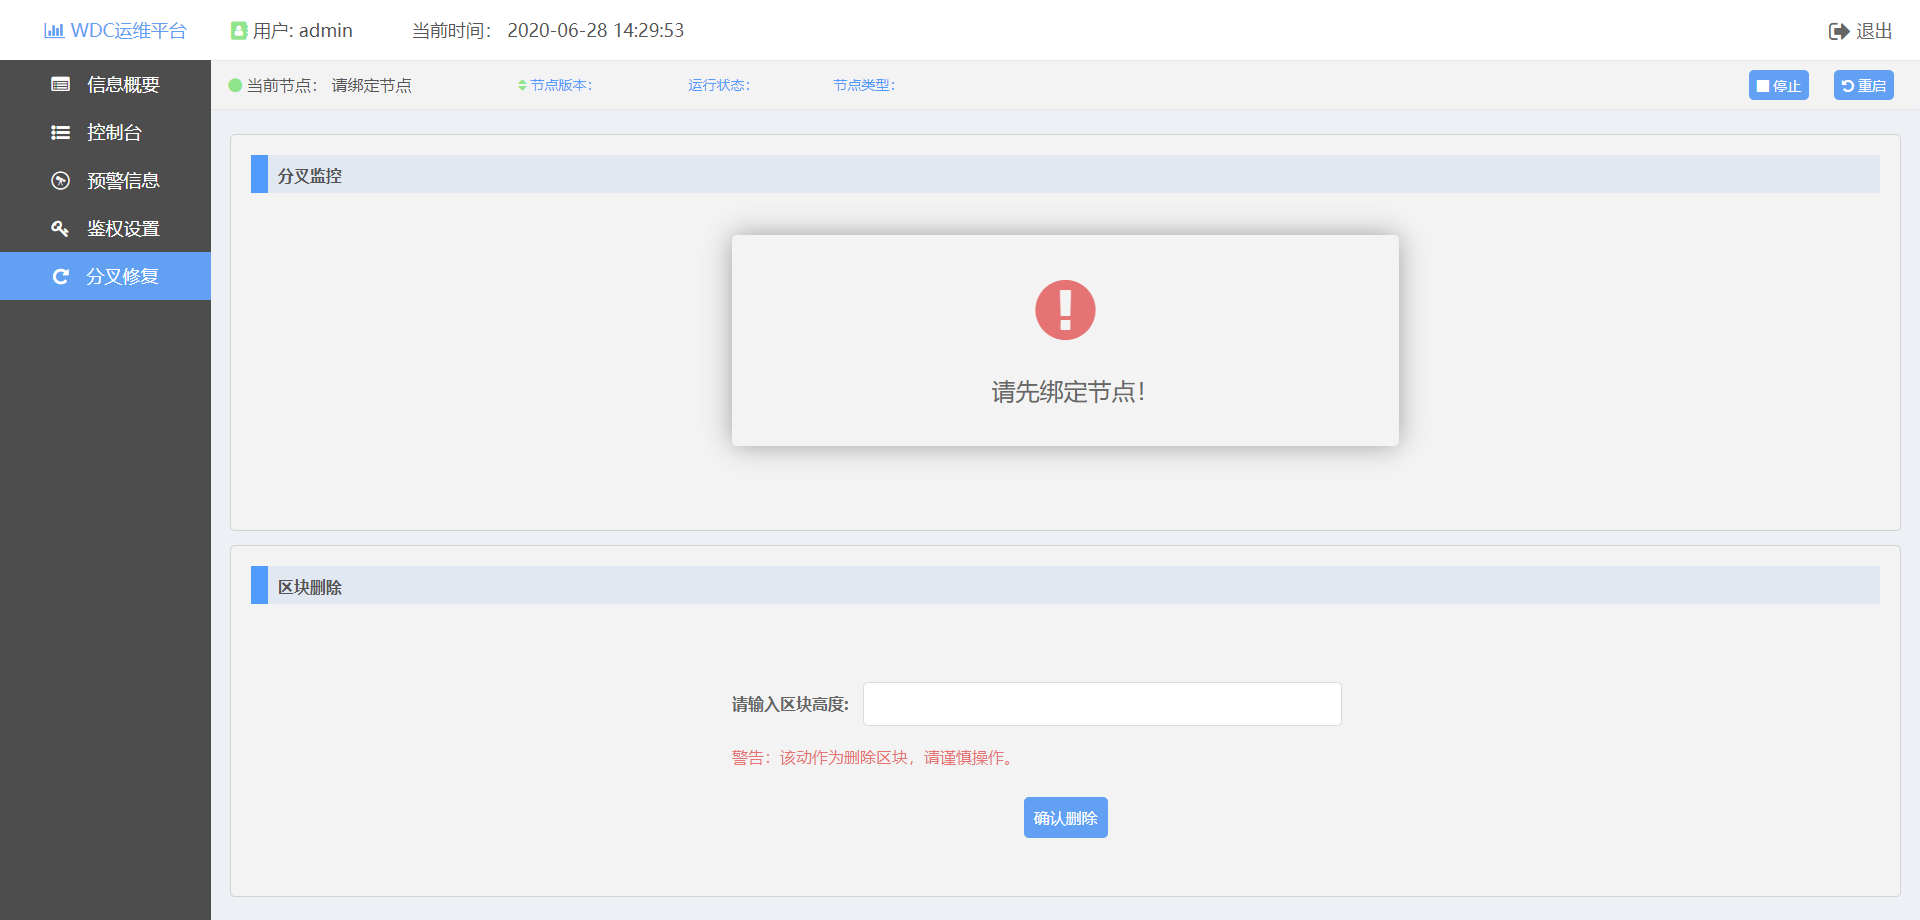 WDC运维平台
用户: admin
当前时间： 2020-06-28 14:29:53
退出
信息概要
控制台
预警信息
鉴权设置
分叉修复
当前节点： 请绑定节点
节点版本：
运行状态：
节点类型：
停止
重启
分叉监控
请先绑定节点！
区块删除
请输入区块高度:
警告：该动作为删除区块，请谨慎操作。
确认删除